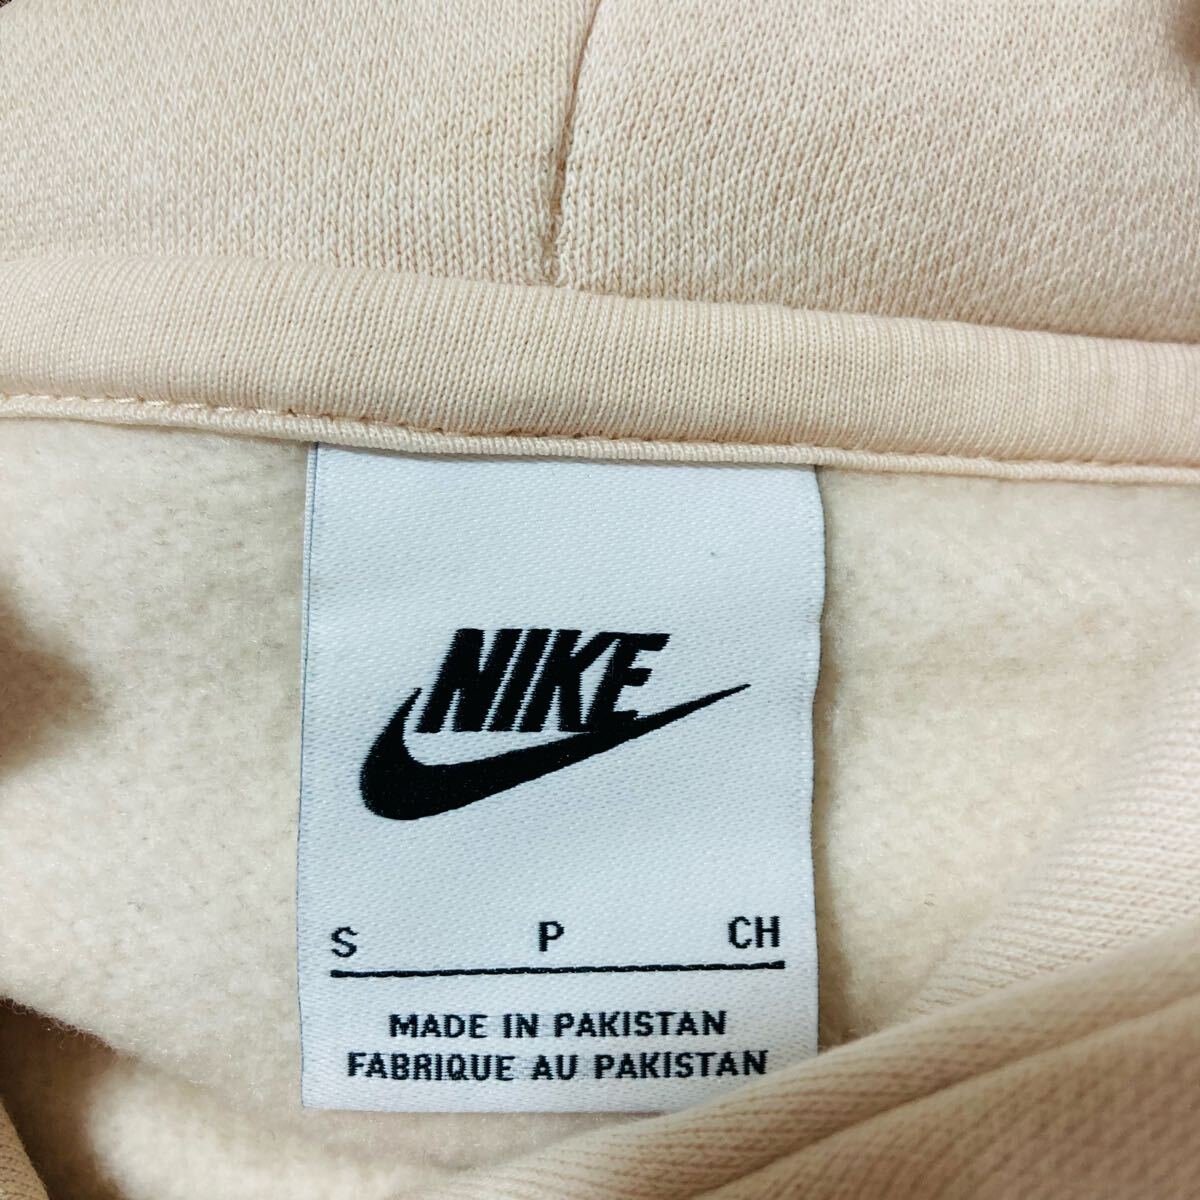 NIKE
S P CH
MADE IN PAKISTAN
FABRIQUE AU PAKISTAN